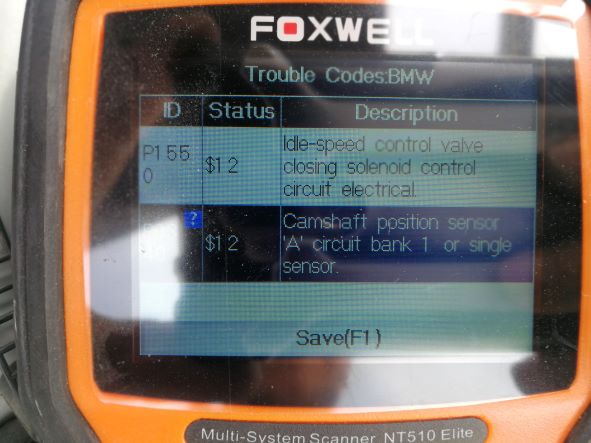 FOXWELL
Trouble Codes:BMW
ID Status Description
P155
0
$12
Idle-speed control valve
closing solenoid control
circuit electrical.
?
$12
Camshaft position sensor
'A' circuit bank 1 or single
sensor.
Save(F1)
Multi-System Scanner NT510 Elite